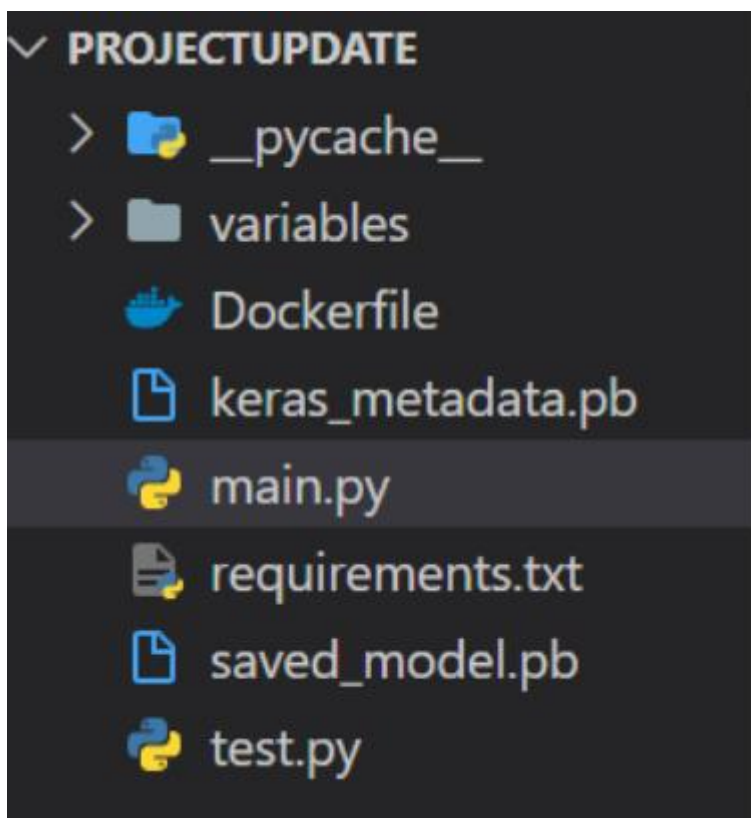 PROJECTUPDATE
__pycache__
variables
Dockerfile
keras_metadata.pb
main.py
requirements.txt
saved_model.pb
test.py